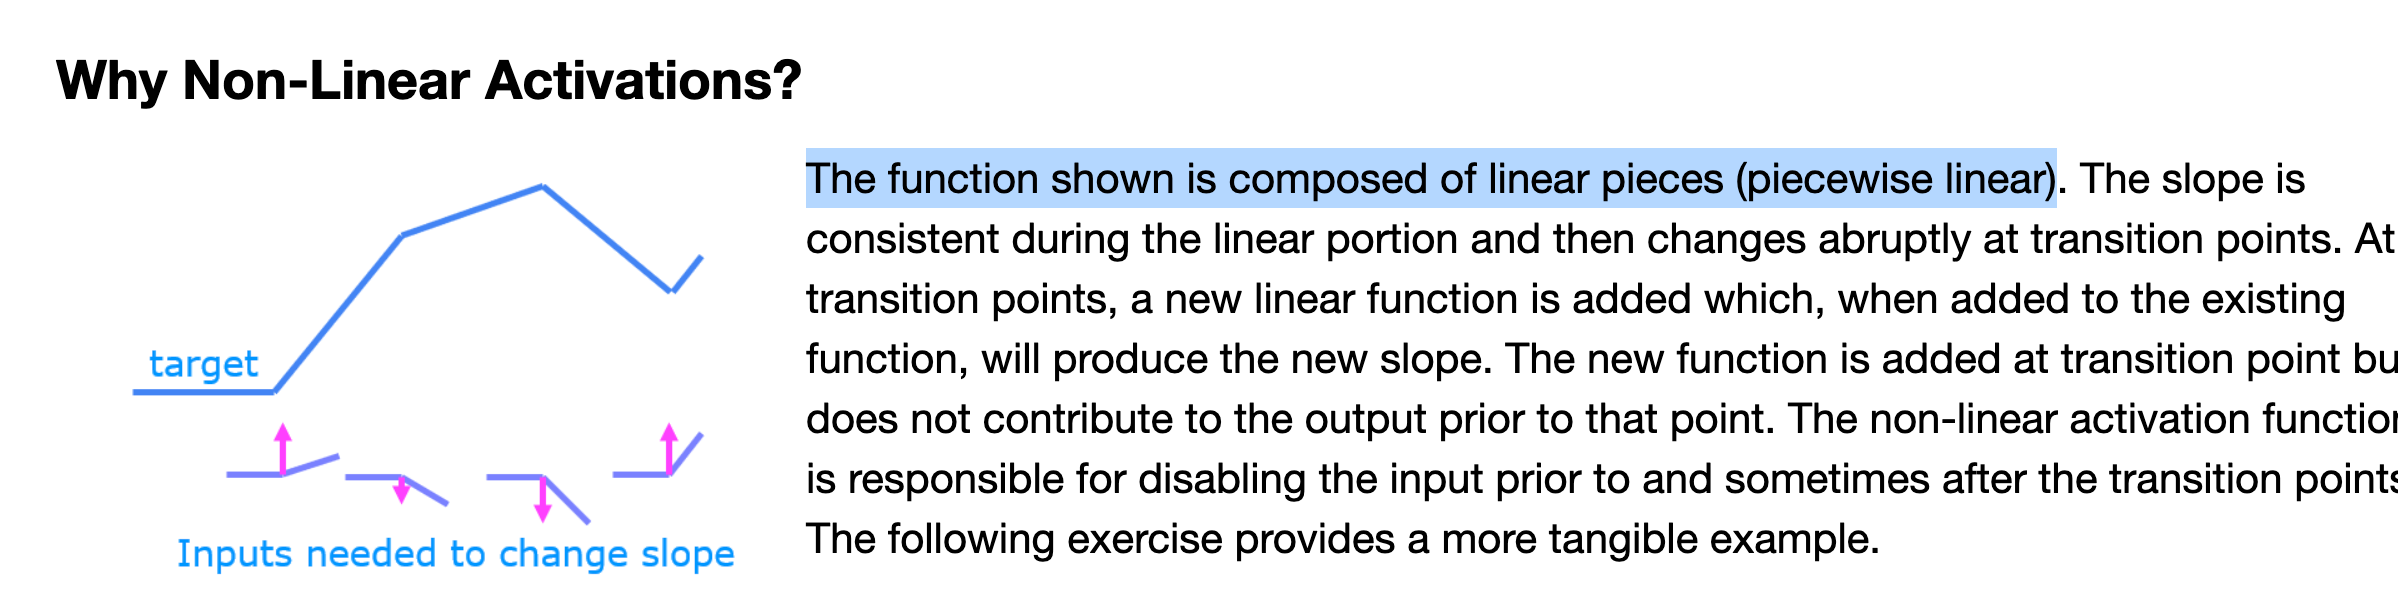 Why Non-Linear Activations?
The function shown is composed of linear pieces (piecewise linear). The slope is
consistent during the linear portion and then changes abruptly at transition points. At
transition points, a new linear function is added which, when added to the existing
function, will produce the new slope. The new function is added at transition point bu
does not contribute to the output prior to that point. The non-linear activation function
is responsible for disabling the input prior to and sometimes after the transition points
The following exercise provides a more tangible example.
target
Inputs needed to change slope